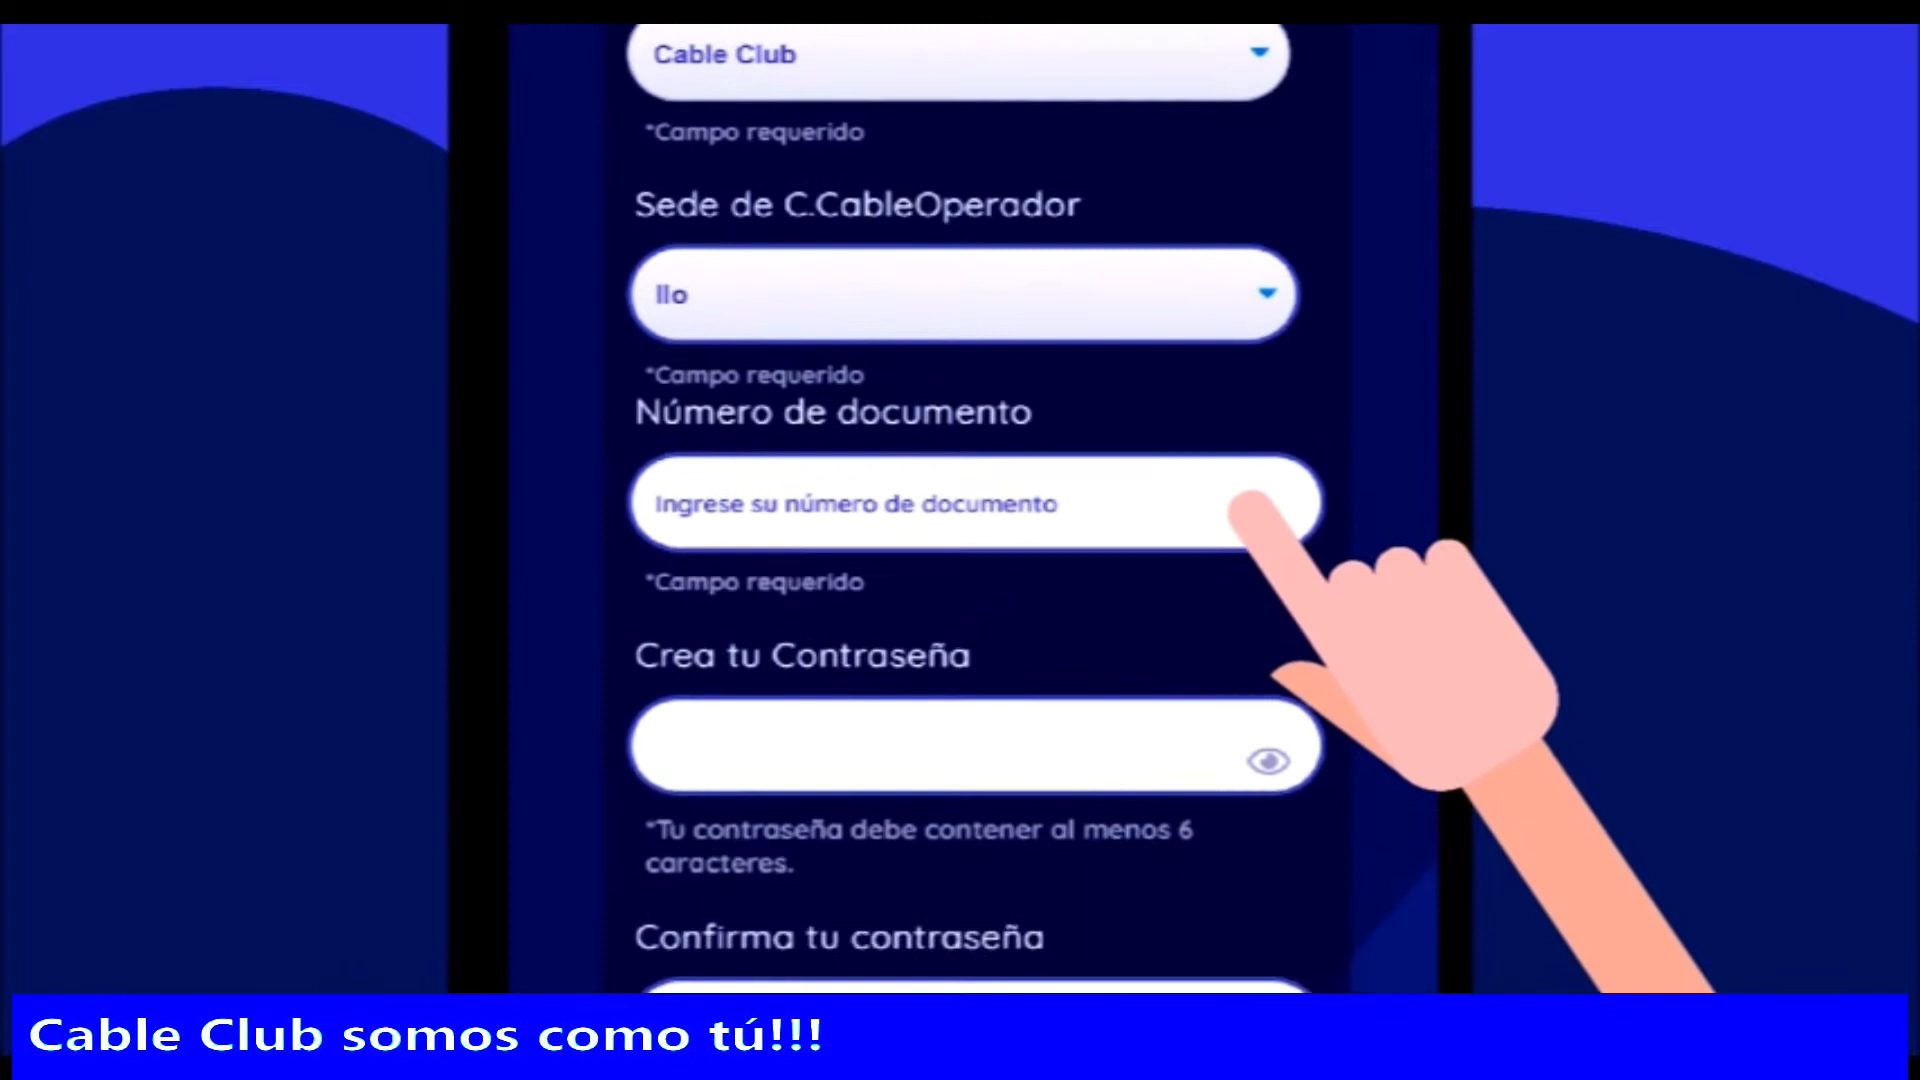 Cable Club
*Campo requerido
Sede de C.CableOperador
Ilo
*Campo requerido
Número de documento
Ingrese su número de documento
*Campo requerido
Crea tu Contraseña
*Tu contraseña debe contener al menos 6
caracteres.
Confirma tu contraseña
Cable Club somos como tú!!!